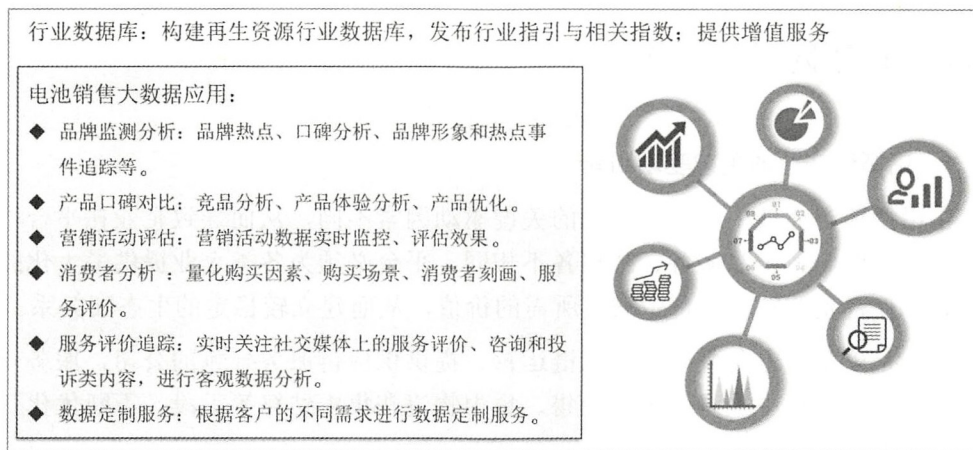 行业数据库：构建再生资源行业数据库，发布行业指引与相关指数；提供增值服务
电池销售大数据应用：
◆ 品牌监测分析：品牌热点、口碑分析、品牌形象和热点事
件追踪等。
◆ 产品口碑对比：竞品分析、产品体验分析、产品优化。
◆ 营销活动评估：营销活动数据实时监控、评估效果。
◆ 消费者分析 ：量化购买因素、购买场景、消费者刻画、服
务评价。
◆ 服务评价追踪：实时关注社交媒体上的服务评价、咨询和投
诉类内容，进行客观数据分析。
◆ 数据定制服务：根据客户的不同需求进行数据定制服务。
01
02
03
05
07